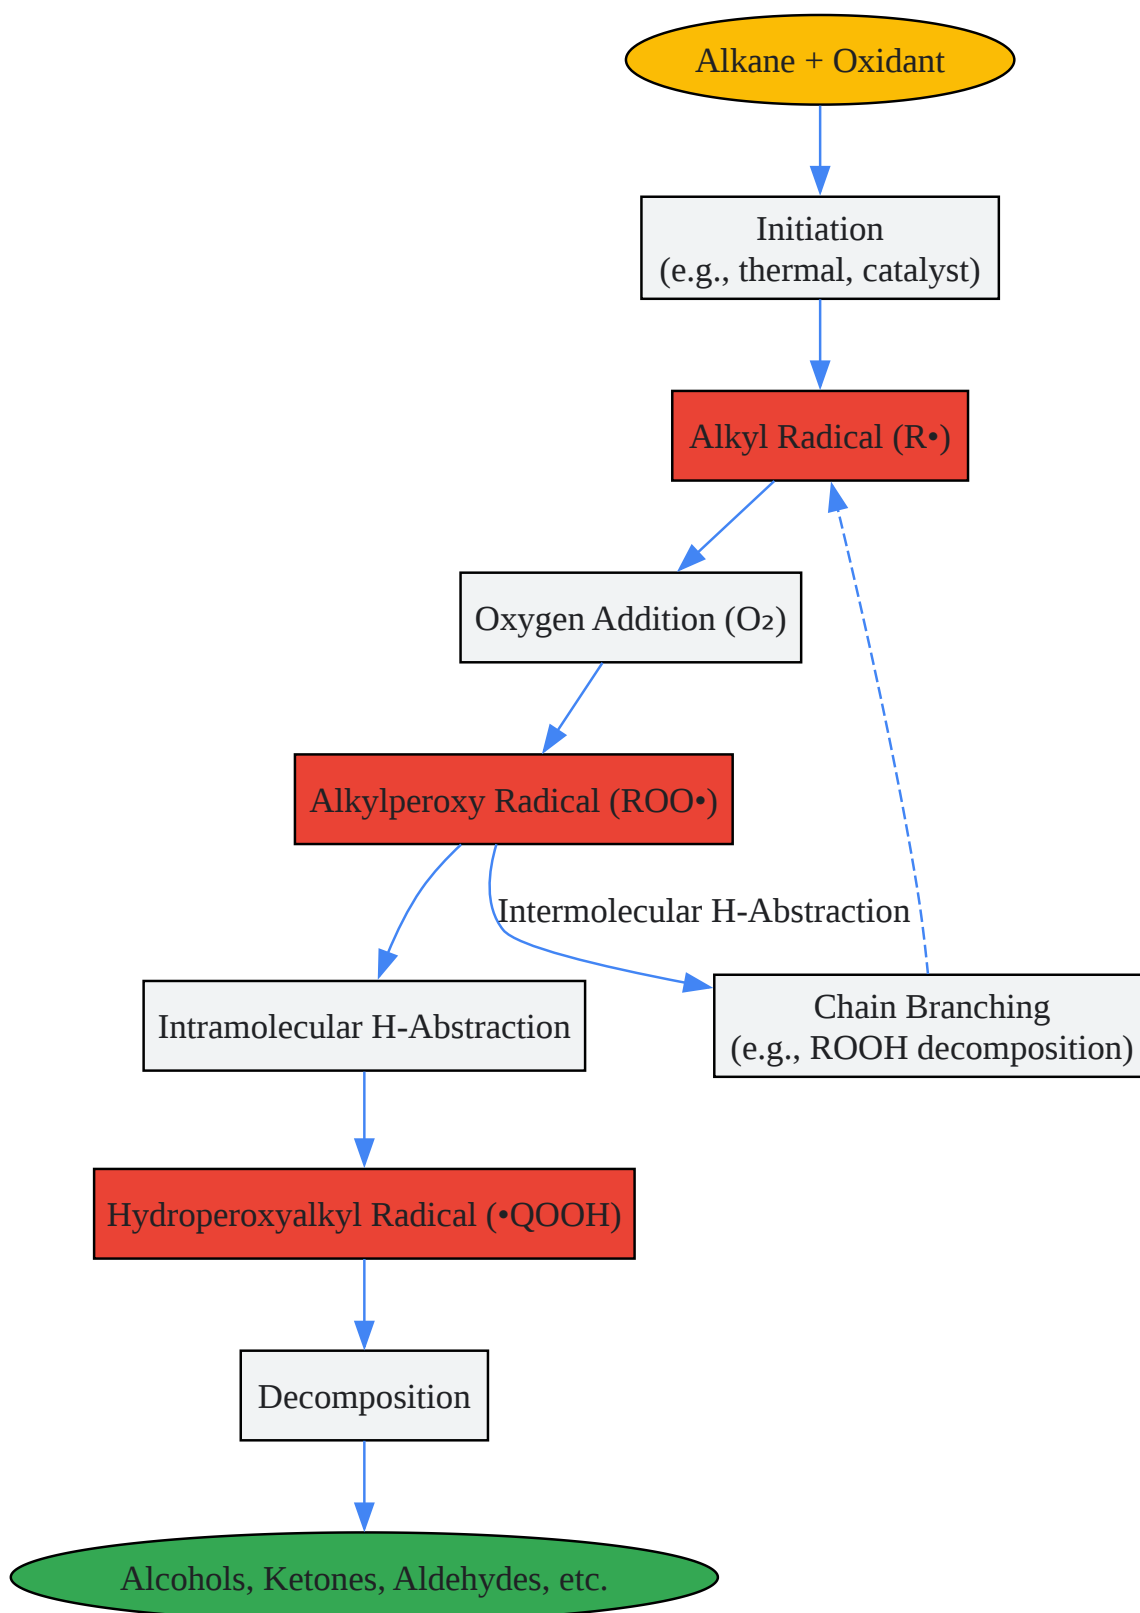 Alkane + Oxidant
Initiation
(e.g., thermal, catalyst)
Alkyl Radical (R•)
Oxygen Addition (O₂)
Alkylperoxy Radical (ROO•)
Intermolecular H-Abstraction
Intramolecular H-Abstraction
Chain Branching
(e.g., ROOH decomposition)
Hydroperoxyalkyl Radical (•QOOH)
Decomposition
Alcohols, Ketones, Aldehydes, etc.